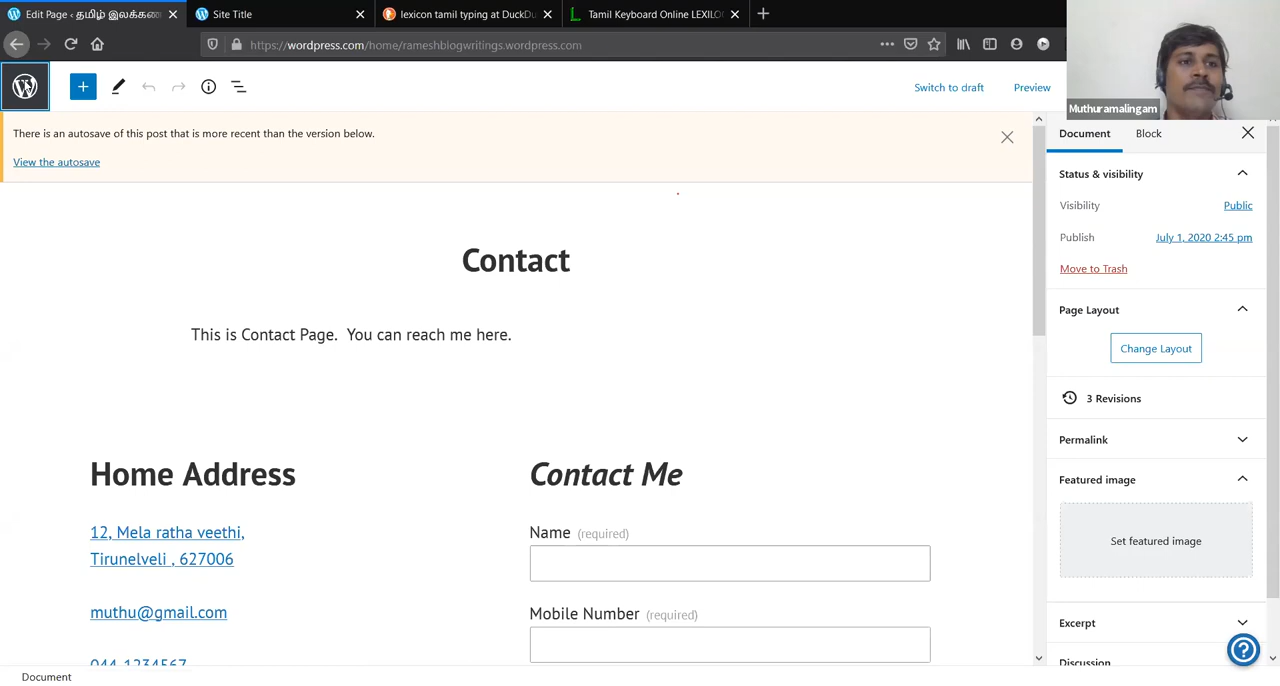 Edit Page ‹ தமிழ் இலக்கண
Site Title
lexicon tamil typing at DuckDu
Tamil Keyboard Online LEXILO
https://wordpress.com/home/rameshblogwritings.wordpress.com
Switch to draft
Preview
Muthuramalingam
There is an autosave of this post that is more recent than the version below.
View the autosave
Document
Block
Status & visibility
Visibility
Public
Publish
July 1, 2020 2:45 pm
Move to Trash
Page Layout
Change Layout
3 Revisions
Permalink
Featured image
Set featured image
Excerpt
Discussion
Contact
This is Contact Page. You can reach me here.
Home Address
12, Mela ratha veethi,
Tirunelveli , 627006
muthu@gmail.com
044-1234567
Contact Me
Name (required)
Mobile Number (required)
Document